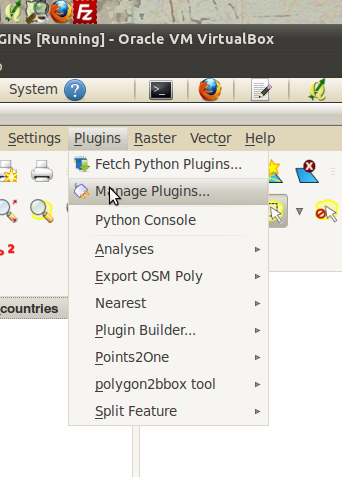 GINS [Running] - Oracle VM VirtualBox
System
Settings Plugins Raster Vector Help
Fetch Python Plugins...
Manage Plugins...
Python Console
Analyses
Export OSM Poly
Nearest
Plugin Builder...
Points2One
polygon2bbox tool
Split Feature
2
countries